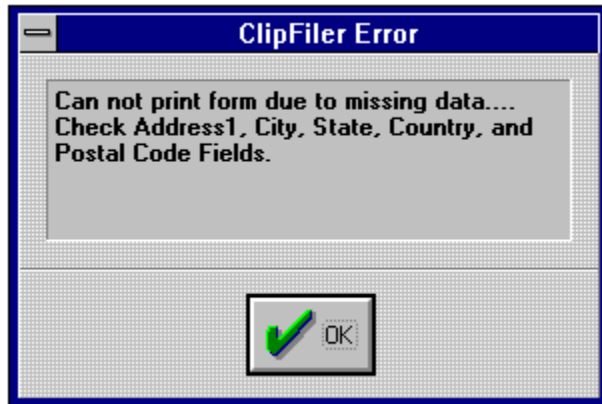 ClipFiler Error
Can not print form due to missing data....
Check Address1, City, State, Country, and
Postal Code Fields.
OK